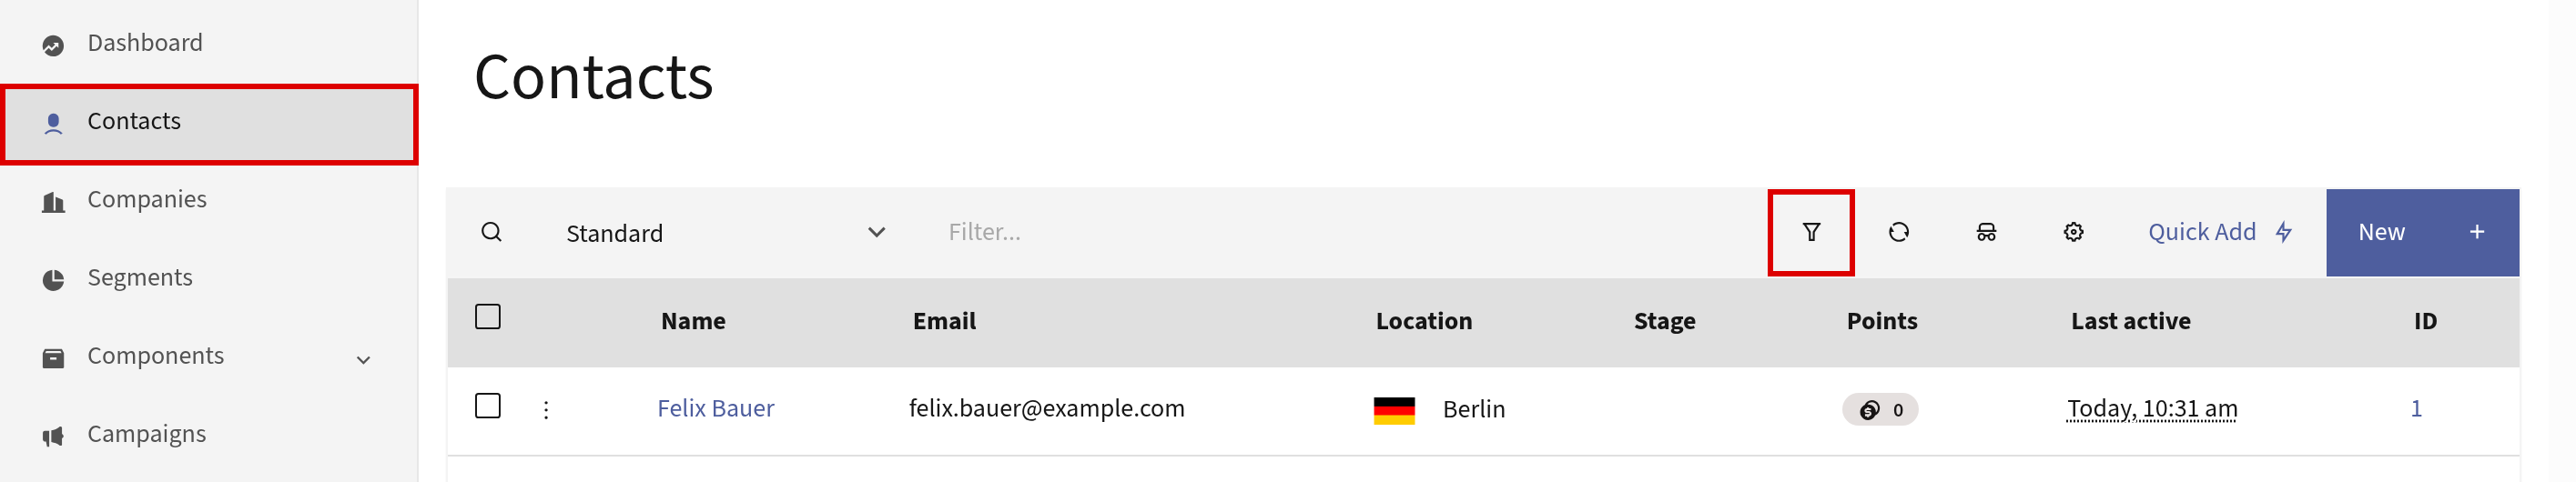 Dashboard
Contacts
Companies
Segments
Components
Campaigns
Contacts
Standard Filter... Quick Add New +
Name Email Location Stage Points Last active ID
Felix Bauer felix.bauer@example.com Berlin 0 Today, 10:31 am 1